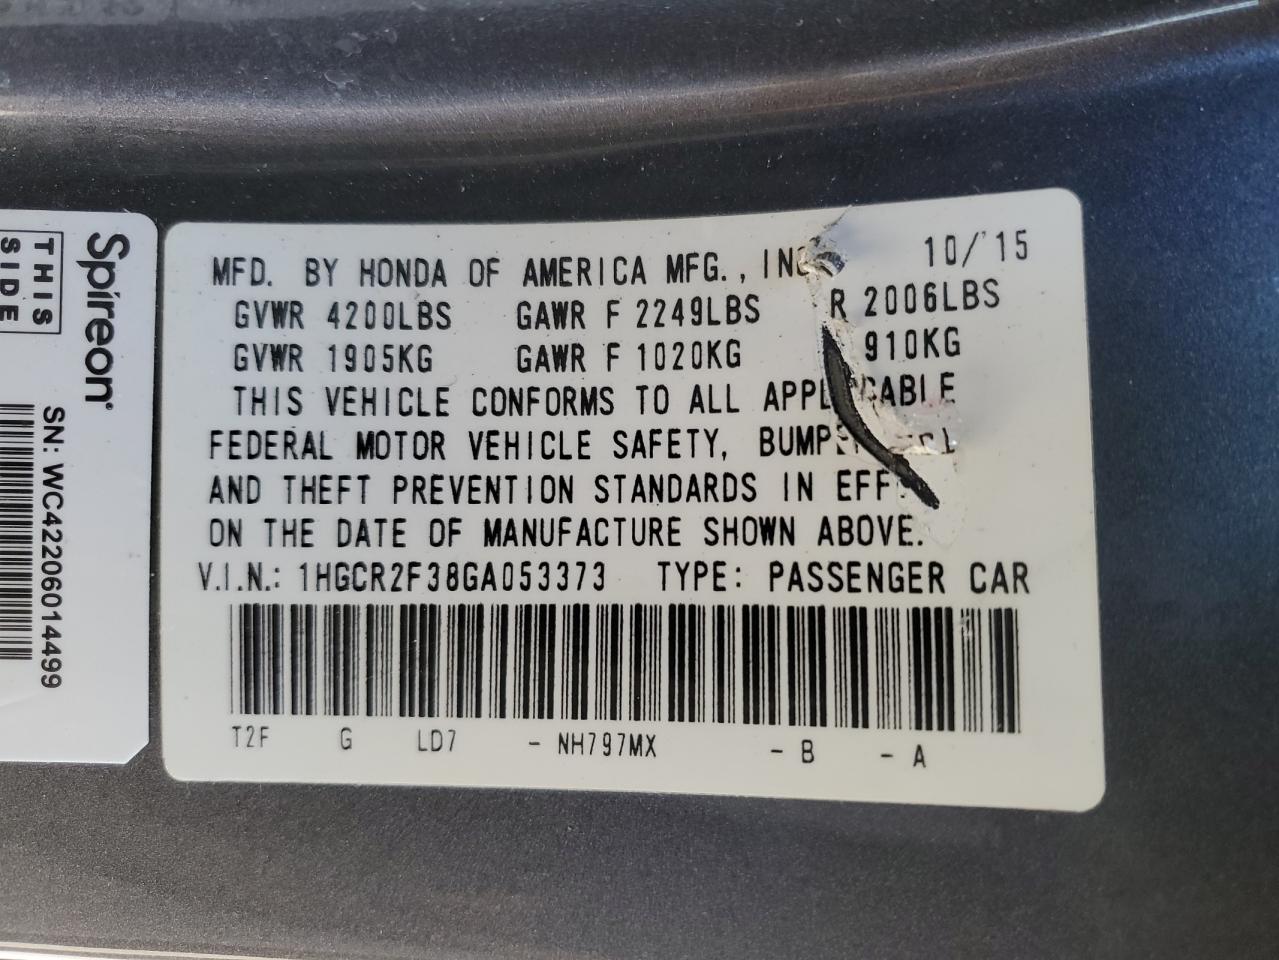 MFD. BY HONDA OF AMERICA MFG., INC 10/'15
GVWR 4200LBS GAWR F 2249LBS R 2006LBS
GVWR 1905KG GAWR F 1020KG 910KG
THIS VEHICLE CONFORMS TO ALL
FEDERAL MOTOR VEHICLE SAFETY,
AND THEFT PREVENTION STANDARDS IN
ON THE DATE OF MANUFACTURE SHOWN ABOVE.
V.I.N.: 1HGCR2F38GA053373 TYPE: PASSENGER CAR
T2F G LD7 - NH797MX - B - A
Spireon
THIS
SIDE
SN: WC42206014499